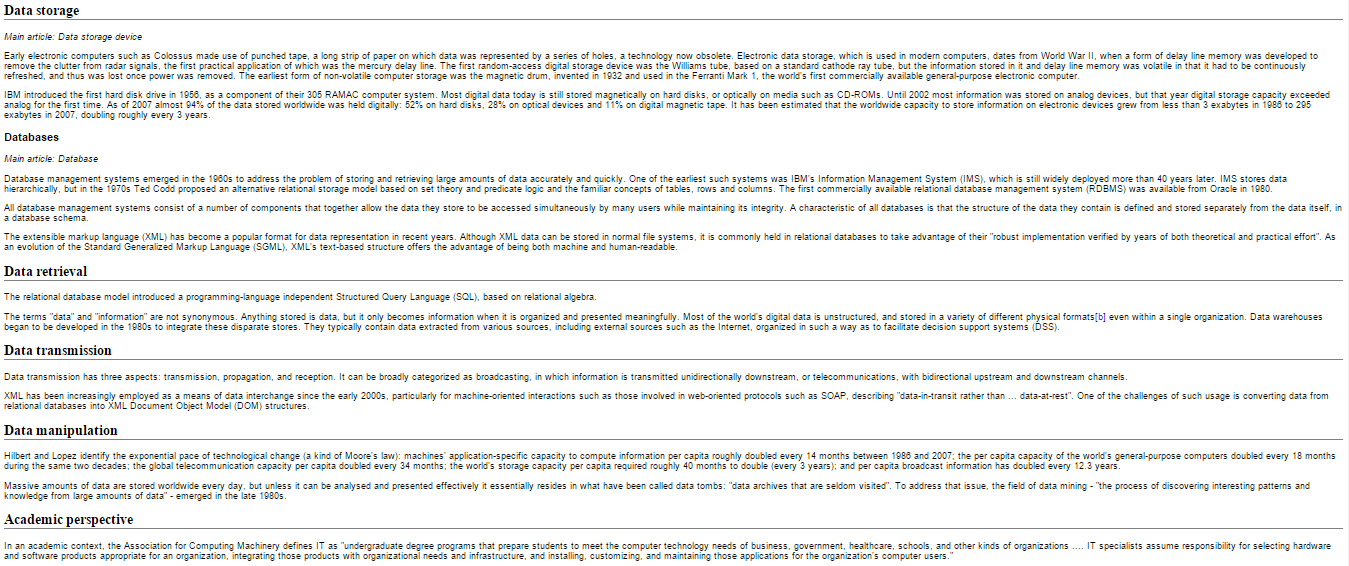 Data storage
Main article: Data storage device
Early electronic computers such as Colossus made use of punched tape, a long strip of paper on which data was represented by a series of holes, a technology now obsolete. Electronic data storage, which is used in modern computers, dates from World War II, when a form of delay line memory was developed to
remove the clutter from radar signals, the first practical application of which was the mercury delay line. The first random-access digital storage device was the Williams tube, based on a standard cathode ray tube, but the information stored in it and delay line memory was volatile in that it had to be continuously
refreshed, and thus was lost once power was removed. The earliest form of non-volatile computer storage was the magnetic drum, invented in 1932 and used in the Ferranti Mark 1, the world's first commercially available general-purpose electronic computer.
IBM introduced the first hard disk drive in 1956, as a component of their 305 RAMAC computer system. Most digital data today is still stored magnetically on hard disks, or optically on media such as CD-ROMs. Until 2002 most information was stored on analog devices, but that year digital storage capacity exceeded
analog for the first time. As of 2007 almost 94% of the data stored worldwide was held digitally: 52% on hard disks, 28% on optical devices and 11% on digital magnetic tape. It has been estimated that the worldwide capacity to store information on electronic devices grew from less than 3 exabytes in 1986 to 295
exabytes in 2007, doubling roughly every 3 years.
Databases
Main article: Database
Database management systems emerged in the 1960s to address the problem of storing and retrieving large amounts of data accurately and quickly. One of the earliest such systems was IBM's Information Management System (IMS), which is still widely deployed more than 40 years later. IMS stores data
hierarchically, but in the 1970s Ted Codd proposed an alternative relational storage model based on set theory and predicate logic and the familiar concepts of tables, rows and columns. The first commercially available relational database management system (RDBMS) was available from Oracle in 1980.
All database management systems consist of a number of components that together allow the data they store to be accessed simultaneously by many users while maintaining its integrity. A characteristic of all databases is that the structure of the data they contain is defined and stored separately from the data itself, in
a database schema.
The extensible markup language (XML) has become a popular format for data representation in recent years. Although XML data can be stored in normal file systems, it is commonly held in relational databases to take advantage of their "robust implementation verified by years of both theoretical and practical effort". As
an evolution of the Standard Generalized Markup Language (SGML), XML's text-based structure offers the advantage of being both machine and human-readable.
Data retrieval
The relational database model introduced a programming-language independent Structured Query Language (SQL), based on relational algebra.
The terms "data" and "information" are not synonymous. Anything stored is data, but it only becomes information when it is organized and presented meaningfully. Most of the world's digital data is unstructured, and stored in a variety of different physical formats[b] even within a single organization. Data warehouses
began to be developed in the 1980s to integrate these disparate stores. They typically contain data extracted from various sources, including external sources such as the Internet, organized in such a way as to facilitate decision support systems (DSS).
Data transmission
Data transmission has three aspects: transmission, propagation, and reception. It can be broadly categorized as broadcasting, in which information is transmitted unidirectionally downstream, or telecommunications, with bidirectional upstream and downstream channels.
XML has been increasingly employed as a means of data interchange since the early 2000s, particularly for machine-oriented interactions such as those involved in web-oriented protocols such as SOAP, describing "data-in-transit rather than ... data-at-rest". One of the challenges of such usage is converting data from
relational databases into XML Document Object Model (DOM) structures.
Data manipulation
Hilbert and Lopez identify the exponential pace of technological change (a kind of Moore's law): machines' application-specific capacity to compute information per capita roughly doubled every 14 months between 1986 and 2007; the per capita capacity of the world's general-purpose computers doubled every 18 months
during the same two decades; the global telecommunication capacity per capita doubled every 34 months; the world's storage capacity per capita required roughly 40 months to double (every 3 years); and per capita broadcast information has doubled every 12.3 years.
Massive amounts of data are stored worldwide every day, but unless it can be analysed and presented effectively it essentially resides in what have been called data tombs: "data archives that are seldom visited". To address that issue, the field of data mining - "the process of discovering interesting patterns and
knowledge from large amounts of data" - emerged in the late 1980s.
Academic perspective
In an academic context, the Association for Computing Machinery defines IT as "undergraduate degree programs that prepare students to meet the computer technology needs of business, government, healthcare, schools, and other kinds of organizations .... IT specialists assume responsibility for selecting hardware
and software products appropriate for an organization, integrating those products with organizational needs and infrastructure, and installing, customizing, and maintaining those applications for the organization's computer users."